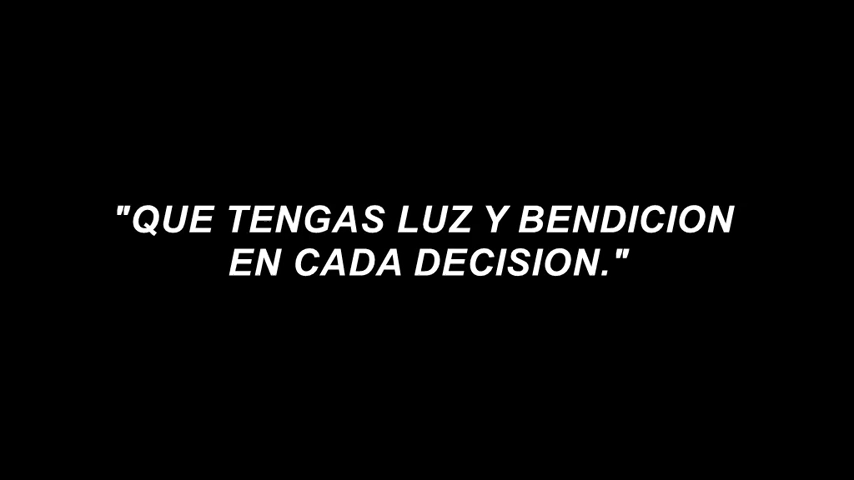 "QUE TENGAS LUZ Y BENDICION
EN CADA DECISION."